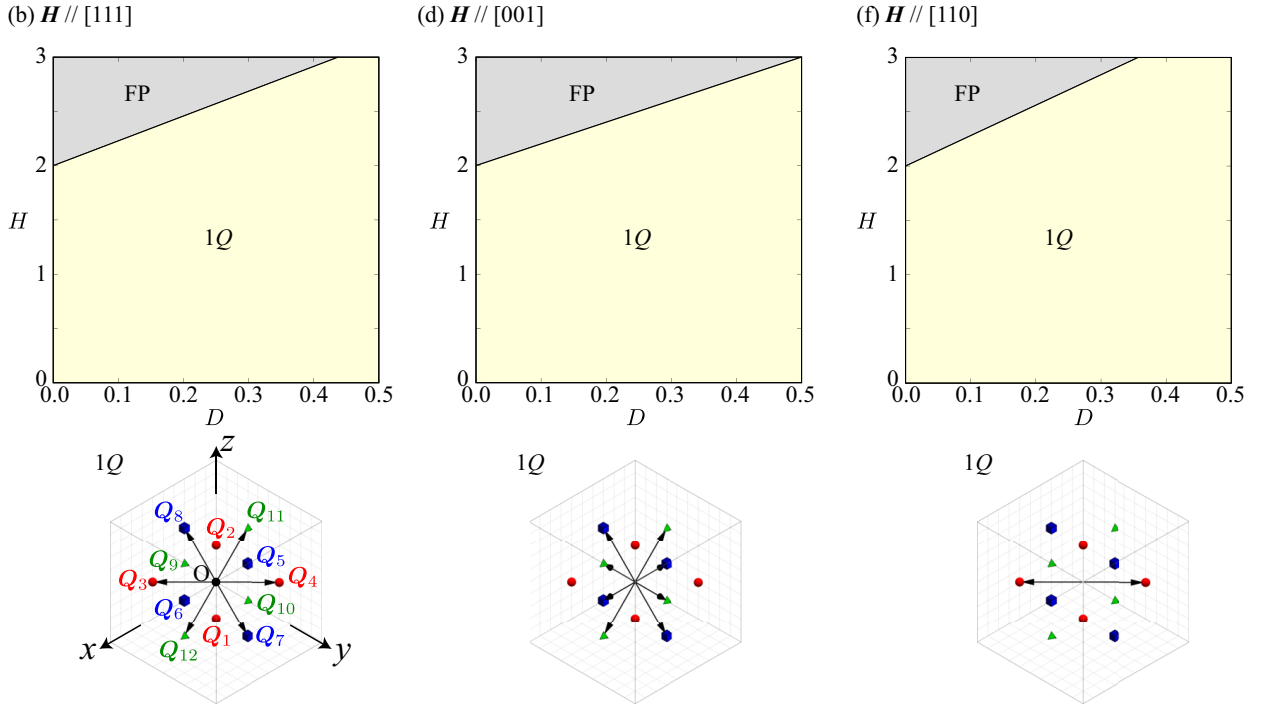 (b) H // [111]
(d) H // [001]
(f) H // [110]
3
FP
2
H
1Q
1
0
0.0 0.1 0.2 0.3 0.4 0.5
D
3
FP
2
H
1Q
1
0
0.0 0.1 0.2 0.3 0.4 0.5
D
3
FP
2
H
1Q
1
0
0.0 0.1 0.2 0.3 0.4 0.5
D
1Q
z
Q8
Q11
Q2
Q9
Q5
Q3
O
Q4
Q6
Q10
x
Q12
Q1
Q7
y
1Q
1Q